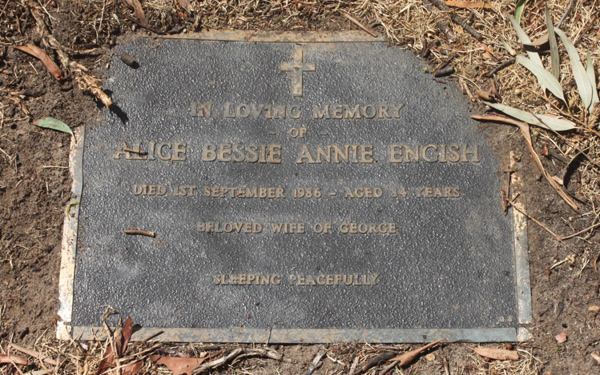 IN LOVING MEMORY
- OF -
ALICE BESSIE ANNIE ENGISH
DIED 1ST SEPTEMBER 1986 - AGED YEARS
BELOVED WIFE OF GEORGE
SLEEPING PEACEFULLY